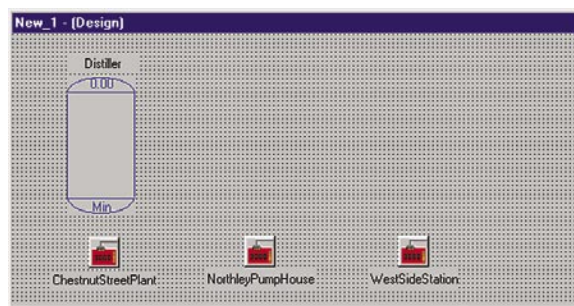 New_1 - (Design)
Distiller
0.00
Min
ChestnutStreetPlant
NorthleyPumpHouse
WestSideStation